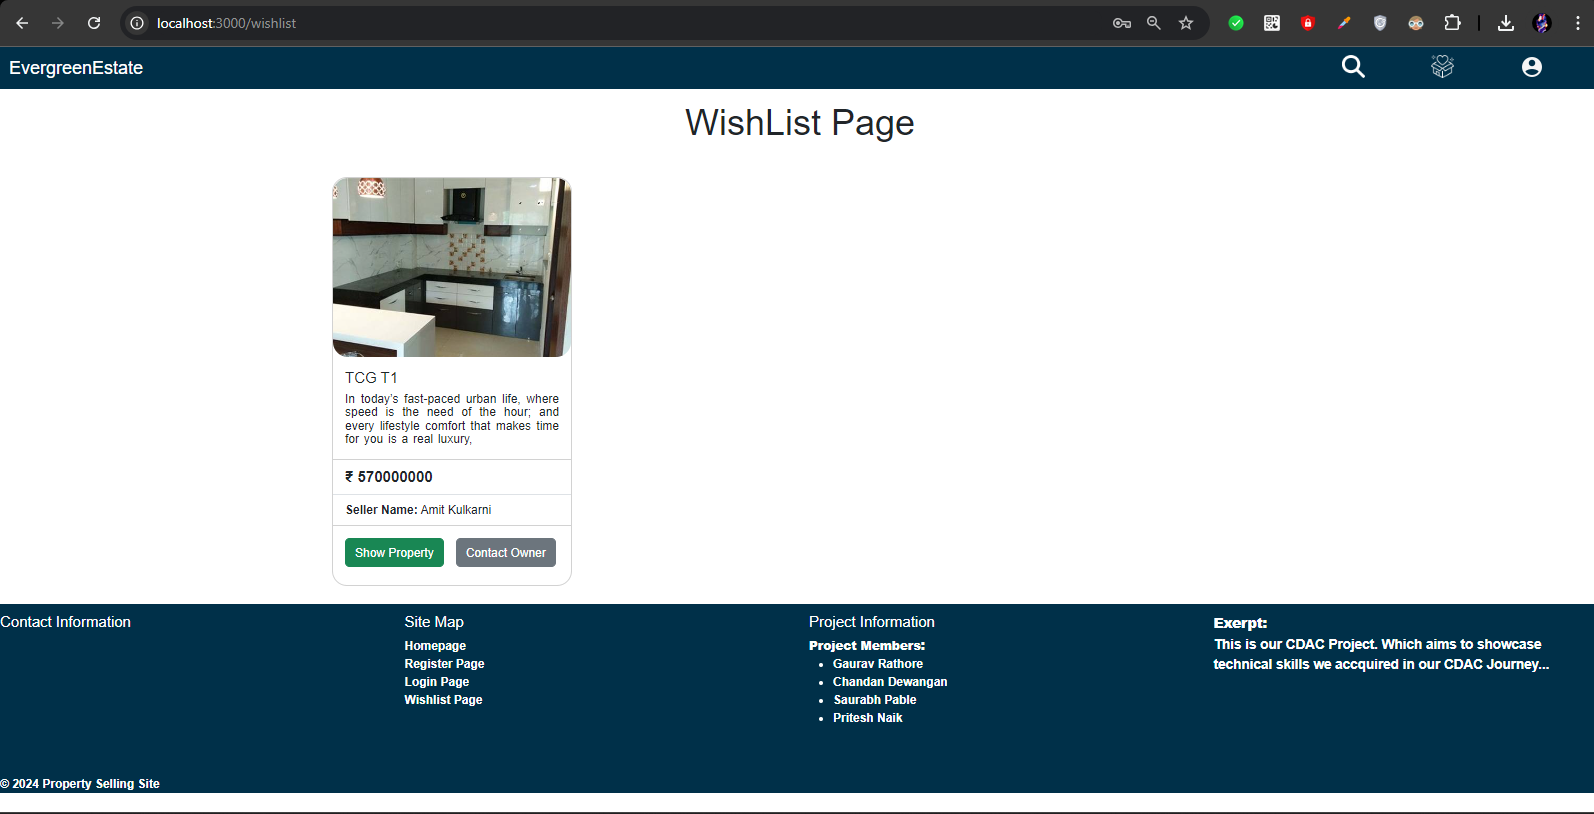 localhost:3000/wishlist
EvergreenEstate
WishList Page
TCG T1
In today's fast-paced urban life, where
speed is the need of the hour; and
every lifestyle comfort that makes time
for you is a real luxury,
₹ 570000000
Seller Name: Amit Kulkarni
Show Property
Contact Owner
Contact Information
Site Map
Homepage
Register Page
Login Page
Wishlist Page
Project Information
Project Members:
Gaurav Rathore
Chandan Dewangan
Saurabh Pable
Pritesh Naik
Exerpt:
This is our CDAC Project. Which aims to showcase
technical skills we accquired in our CDAC Journey...
© 2024 Property Selling Site